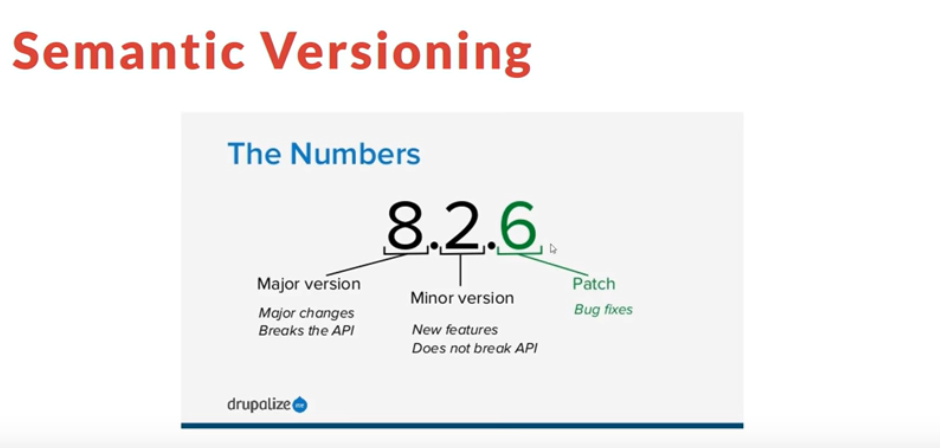 Semantic Versioning
The Numbers
8.2.6
Major version
Major changes
Breaks the API
Minor version
New features
Does not break API
Patch
Bug fixes
drupalize me